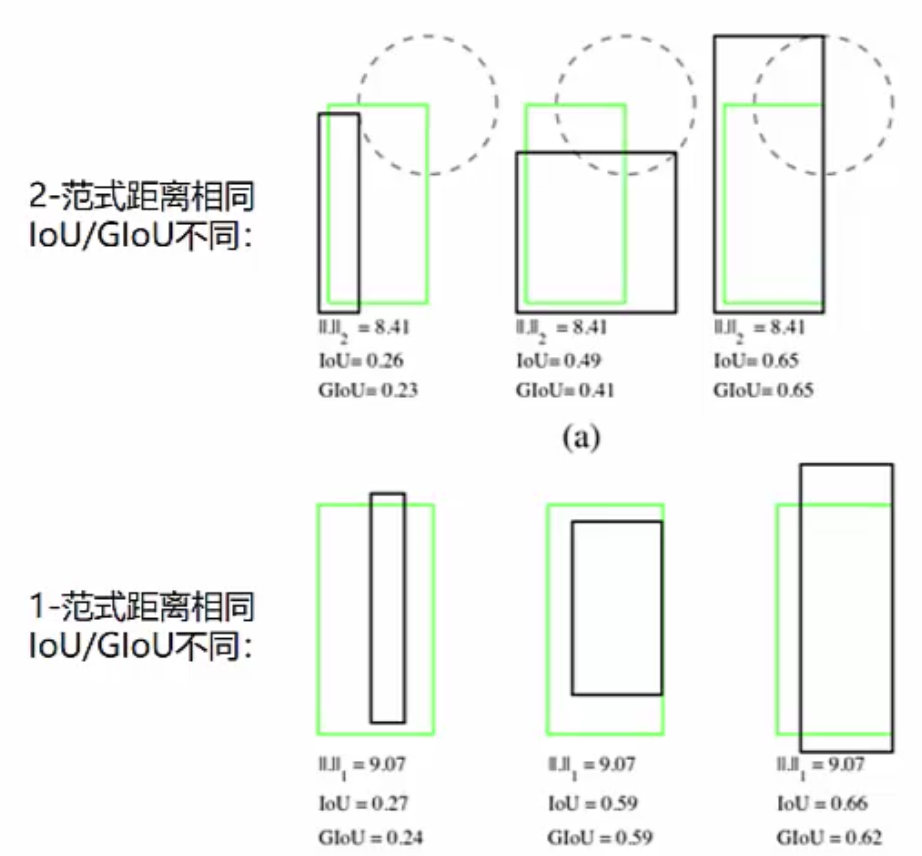 2-范式距离相同
IoU/GIoU不同：
||.||₂ = 8.41
IoU= 0.26
GIoU= 0.23
||.||₂ = 8.41
IoU= 0.49
GIoU= 0.41
||.||₂ = 8.41
IoU= 0.65
GIoU= 0.65
(a)
1-范式距离相同
IoU/GIoU不同：
||.||₁ = 9.07
IoU = 0.27
GIoU = 0.24
||.||₁ = 9.07
IoU = 0.59
GIoU = 0.59
||.||₁ = 9.07
IoU = 0.66
GIoU = 0.62